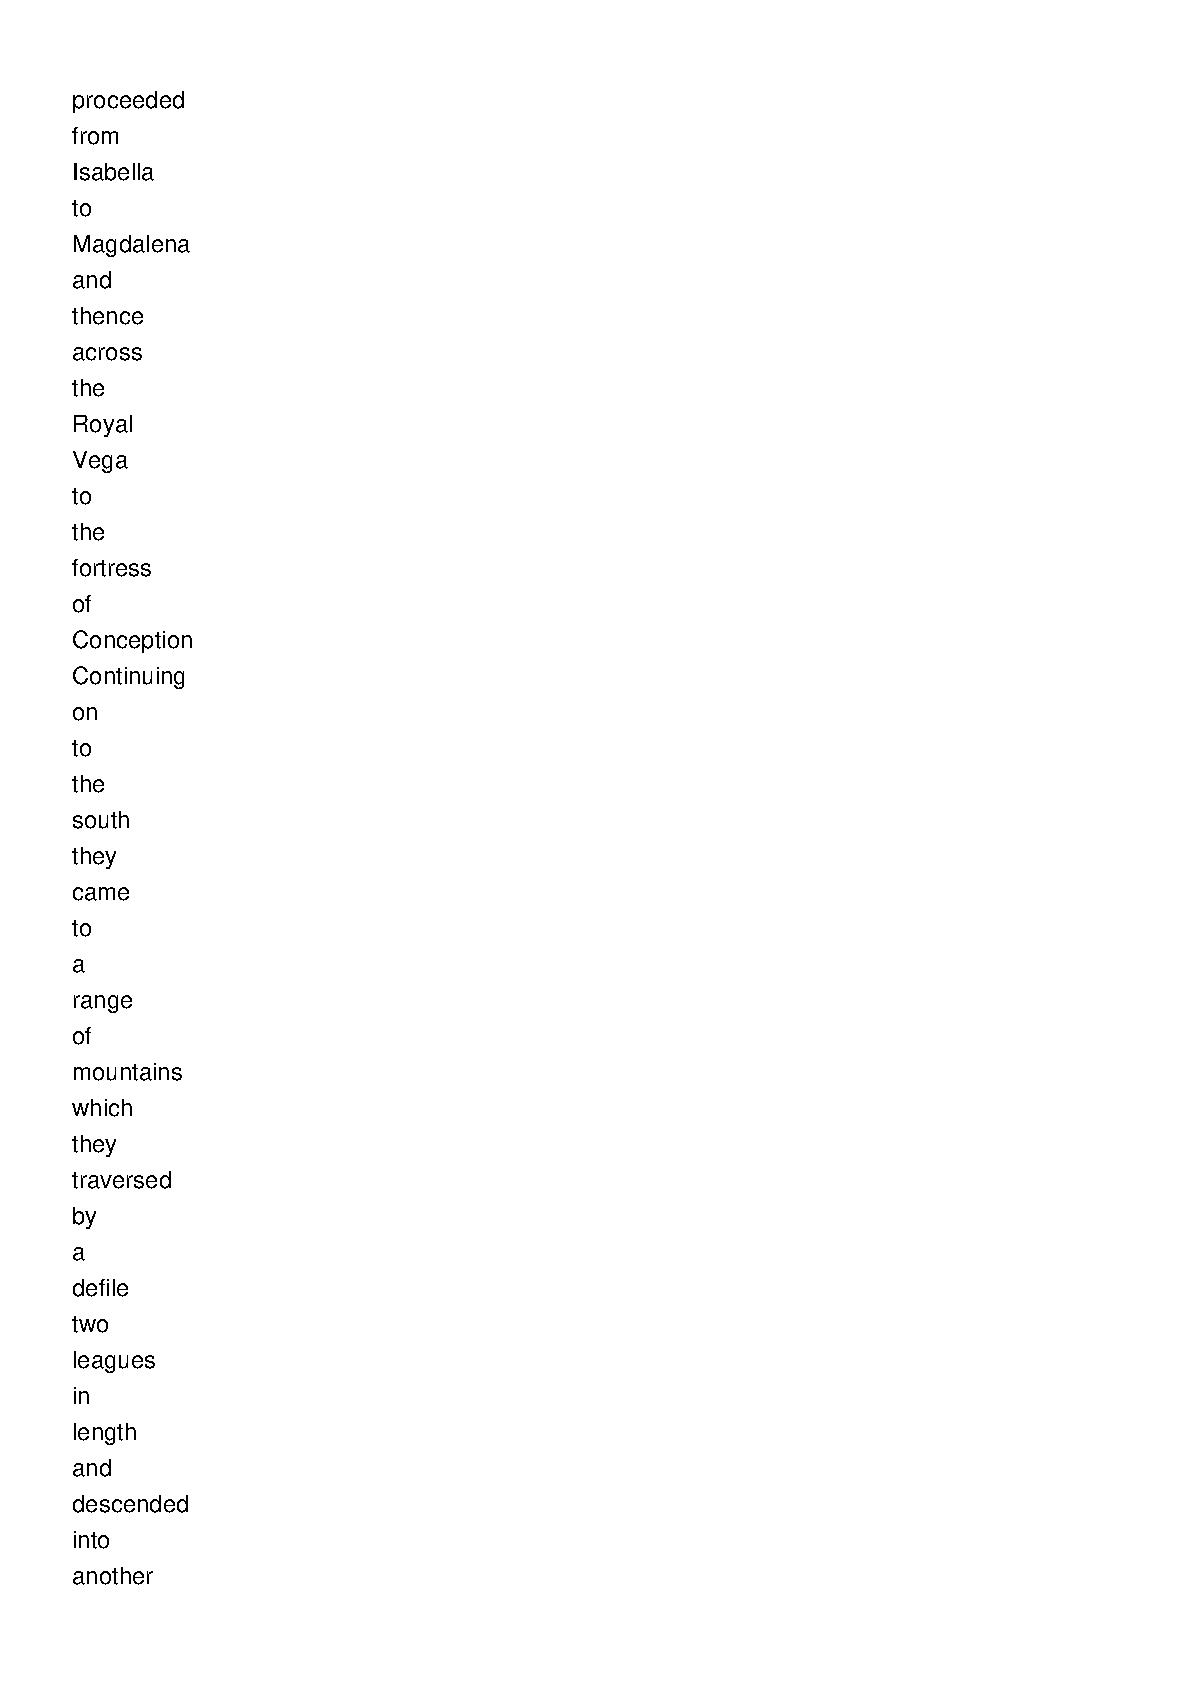 proceeded
from
Isabella
to
Magdalena
and
thence
across
the
Royal
Vega
to
the
fortress
of
Conception
Continuing
on
to
the
south
they
came
to
a
range
of
mountains
which
they
traversed
by
a
defile
two
leagues
in
length
and
descended
into
another